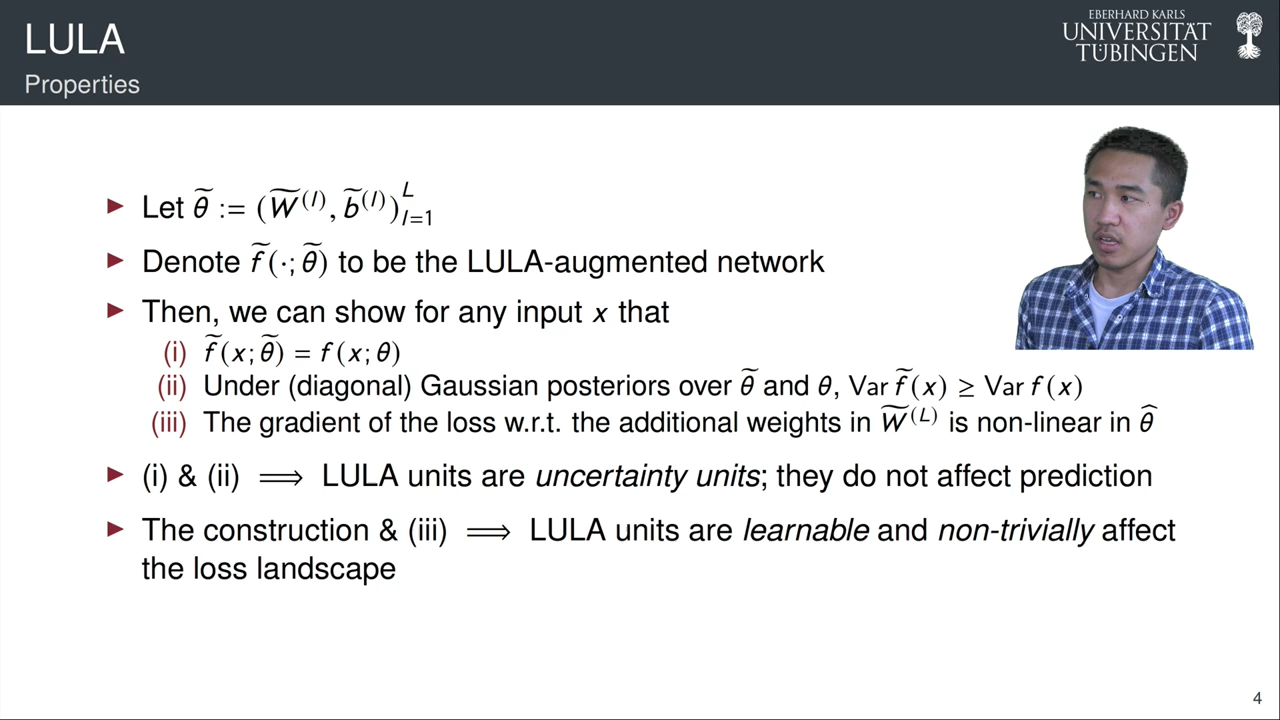 LULA
Properties
EBERHARD KARLS
UNIVERSITÄT
TÜBINGEN
▶ Let θ̃ := (W̃^(l), b̃^(l))_{l=1}^L
▶ Denote f̃(·; θ̃) to be the LULA-augmented network
▶ Then, we can show for any input x that
(i) f̃(x; θ̃) = f(x; θ)
(ii) Under (diagonal) Gaussian posteriors over θ̃ and θ, Var f̃(x) ≥ Var f(x)
(iii) The gradient of the loss w.r.t. the additional weights in W̃^(L) is non-linear in θ̂
▶ (i) & (ii) ⟹ LULA units are uncertainty units; they do not affect prediction
▶ The construction & (iii) ⟹ LULA units are learnable and non-trivially affect
the loss landscape
4